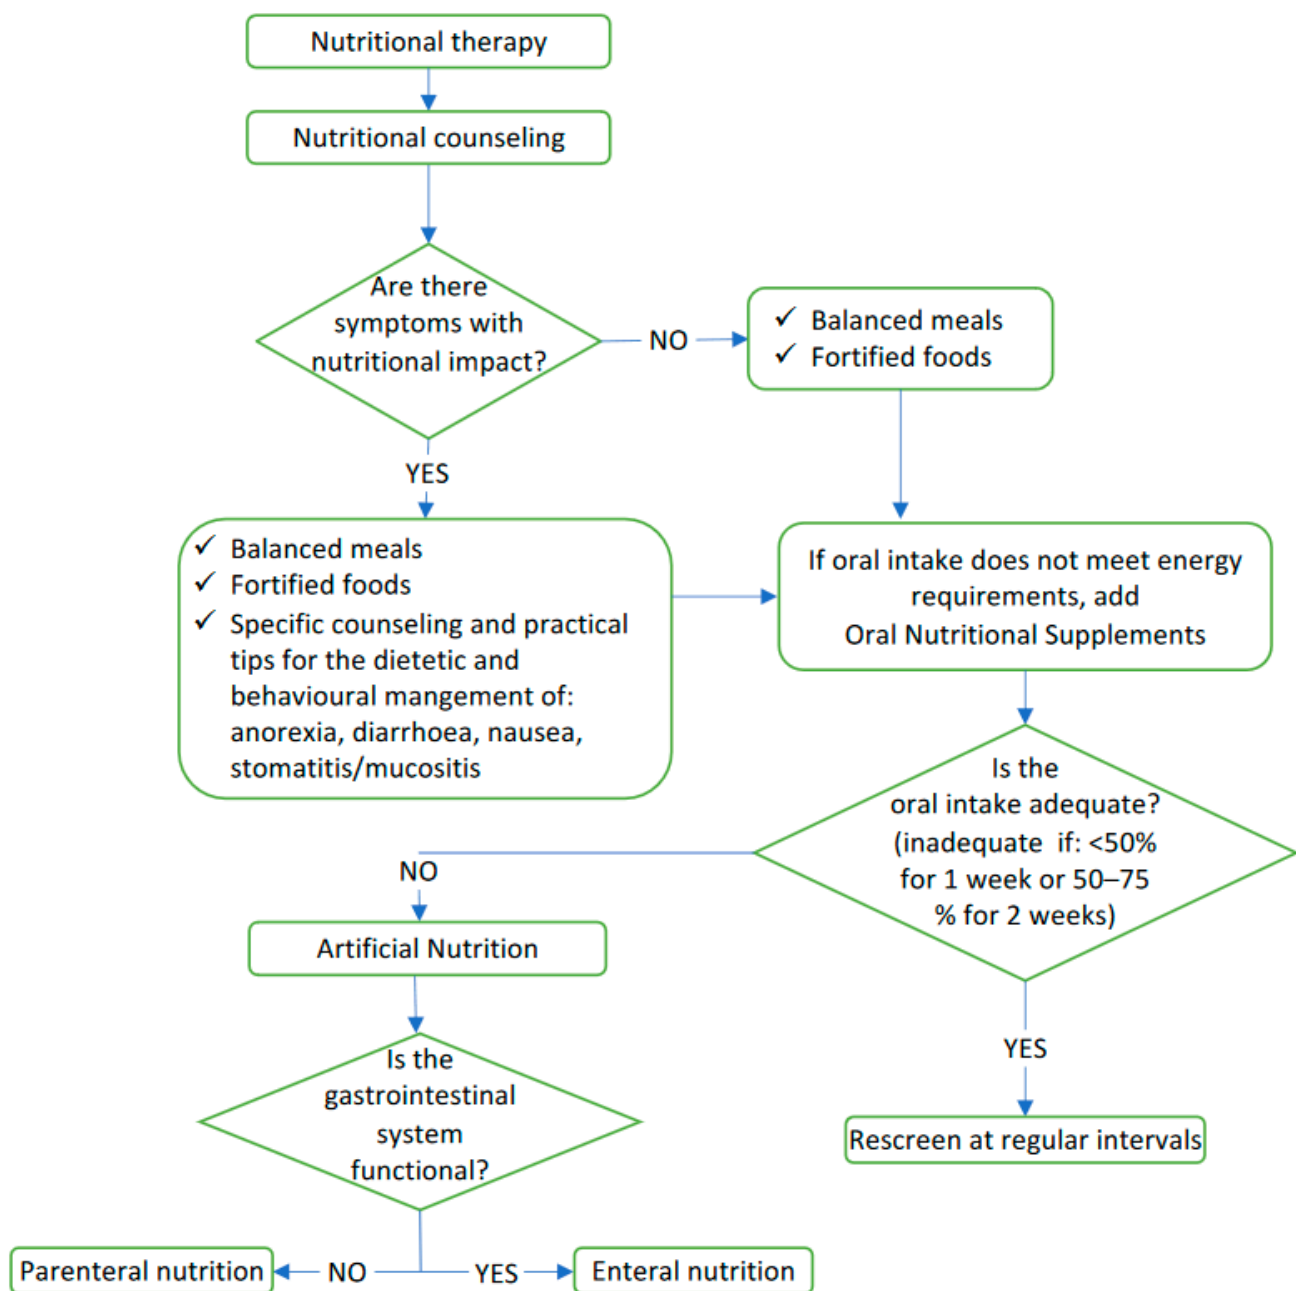 Nutritional therapy
Nutritional counseling
Are there
symptoms with
nutritional impact?
NO
✓ Balanced meals
✓ Fortified foods
YES
✓ Balanced meals
✓ Fortified foods
✓ Specific counseling and practical
tips for the dietetic and
behavioural mangement of:
anorexia, diarrhoea, nausea,
stomatitis/mucositis
If oral intake does not meet energy
requirements, add
Oral Nutritional Supplements
Is the
oral intake adequate?
(inadequate if: <50%
for 1 week or 50–75
% for 2 weeks)
NO
Artificial Nutrition
YES
Rescreen at regular intervals
Is the
gastrointestinal
system
functional?
Parenteral nutrition
NO
YES
Enteral nutrition